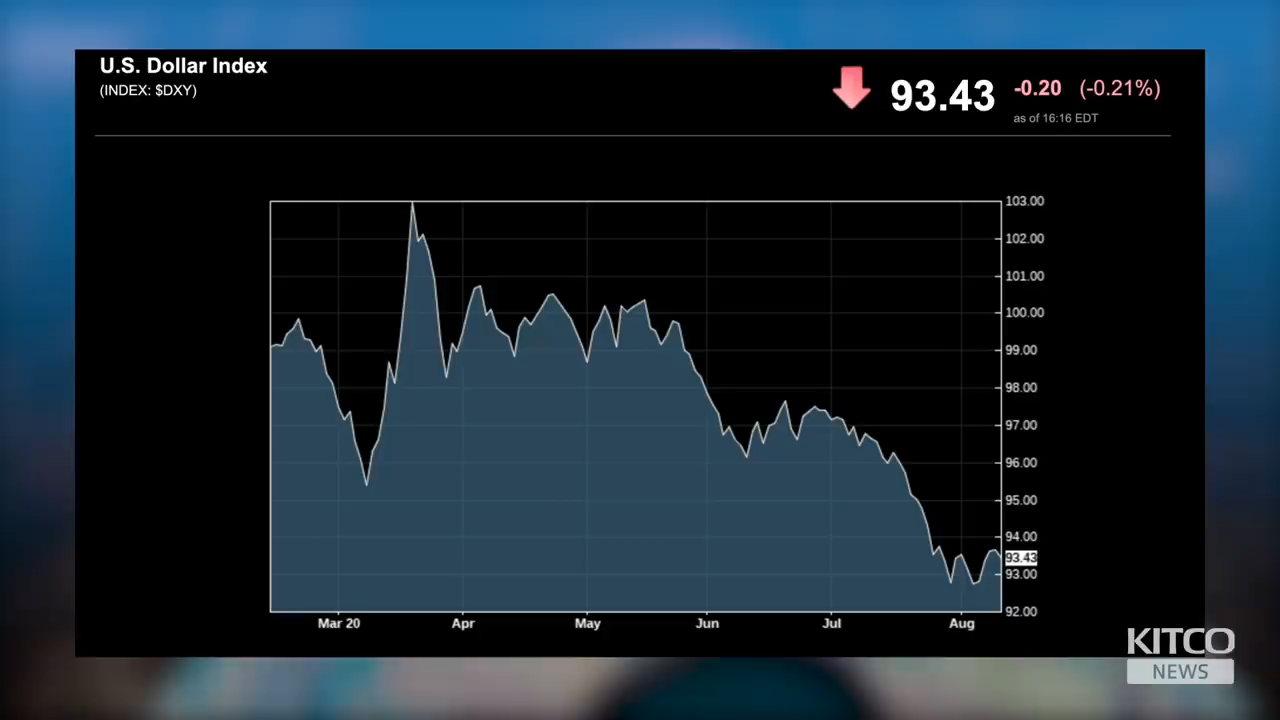 U.S. Dollar Index
(INDEX: $DXY)
93.43
-0.20 (-0.21%)
as of 16:16 EDT
103.00
102.00
101.00
100.00
99.00
98.00
97.00
96.00
95.00
94.00
93.43
93.00
92.00
Mar 20 Apr May Jun Jul Aug
KITCO
NEWS